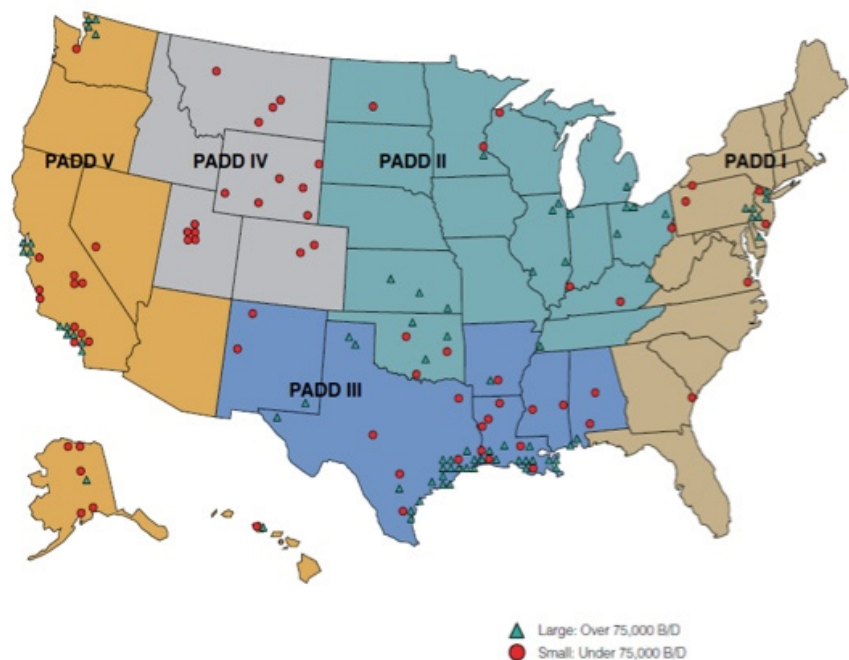 PADD V
PADD IV
PADD II
PADD I
PADD III
Large: Over 75,000 B/D
Small: Under 75,000 B/D